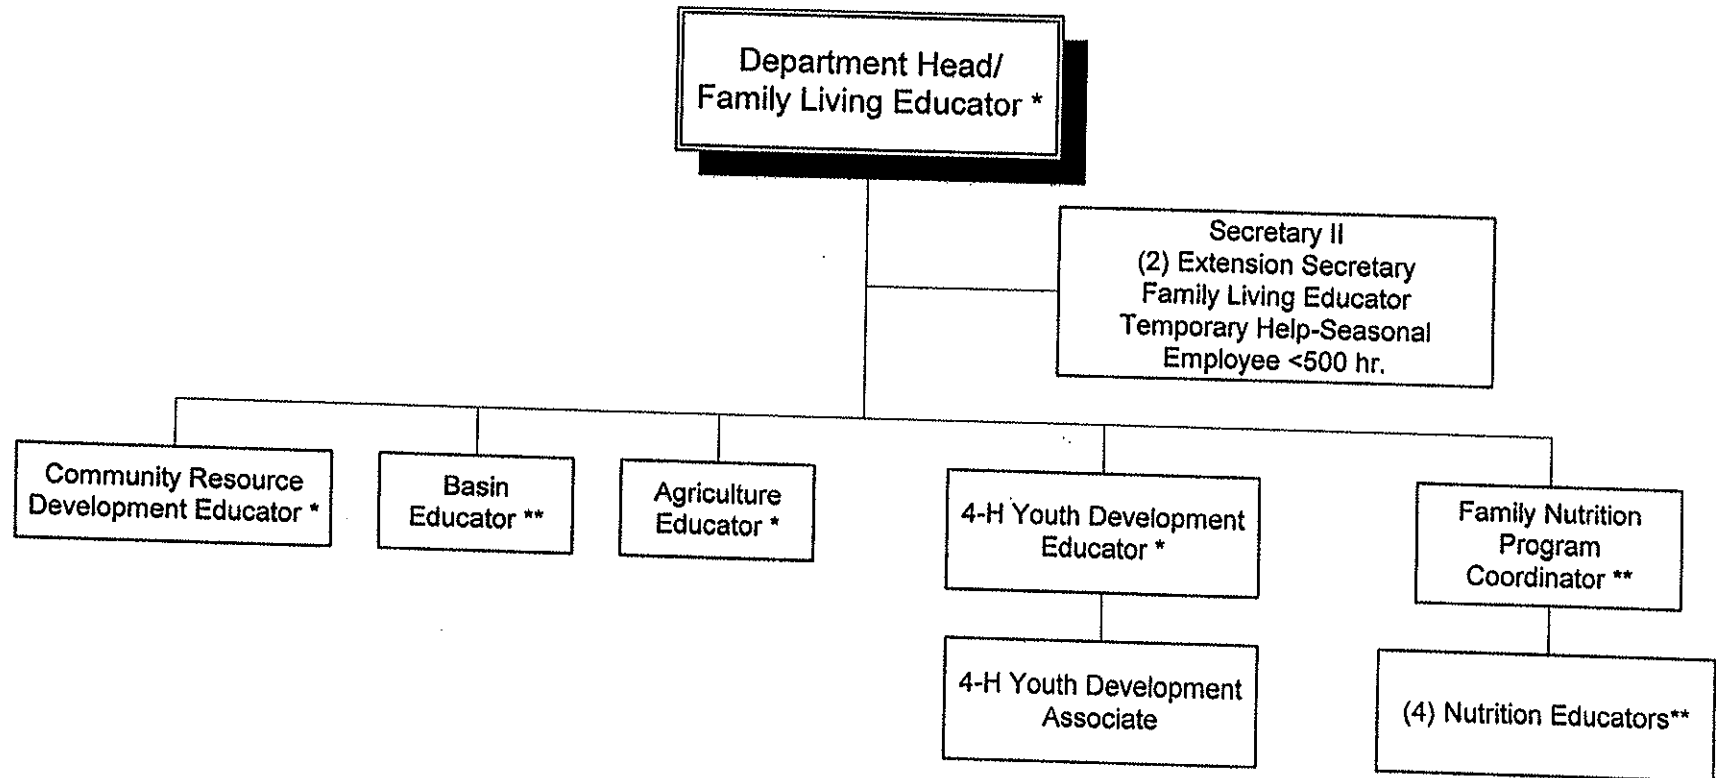 Department Head/
Family Living Educator *
Secretary II
(2) Extension Secretary
Family Living Educator
Temporary Help-Seasonal
Employee <500 hr.
Community Resource
Development Educator *
Basin
Educator **
Agriculture
Educator *
4-H Youth Development
Educator *
Family Nutrition
Program
Coordinator **
4-H Youth Development
Associate
(4) Nutrition Educators**